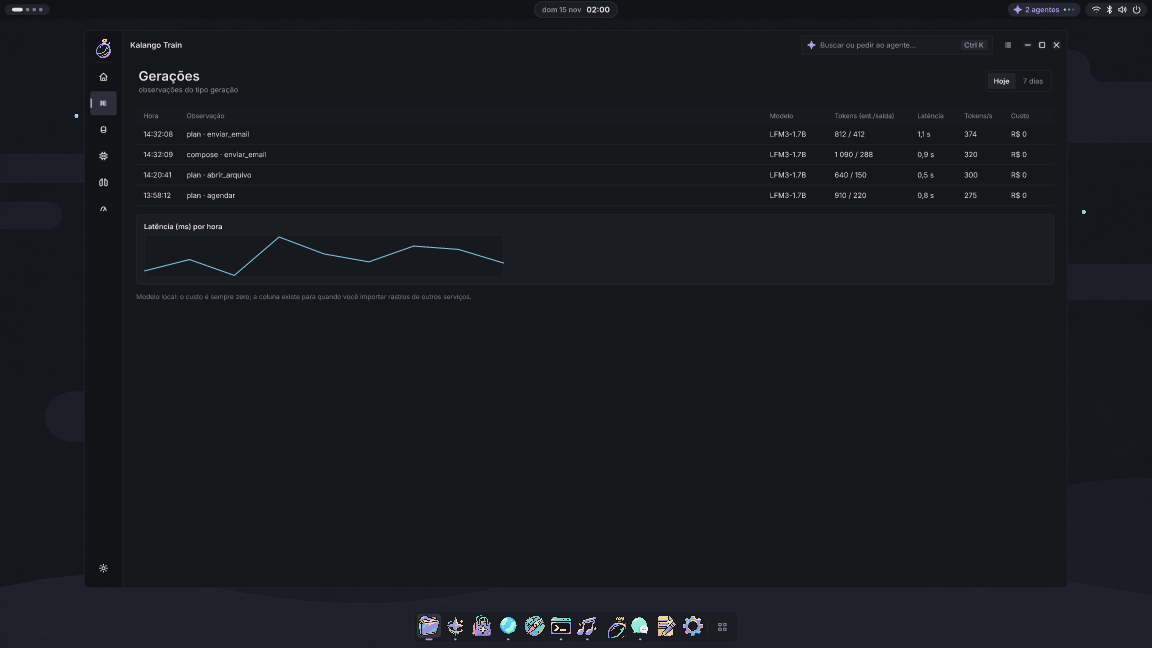 dom 15 nov 02:00
2 agentes
Kalango Train
Buscar ou pedir ao agente... Ctrl K
Gerações
observações do tipo geração
Hoje 7 dias
Hora Observação Modelo Tokens (ent./saída) Latência Tokens/s Custo
14:32:08 plan · enviar_email LFM3-1.7B 812 / 412 1,1 s 374 R$ 0
14:32:09 compose · enviar_email LFM3-1.7B 1 090 / 288 0,9 s 320 R$ 0
14:20:41 plan · abrir_arquivo LFM3-1.7B 640 / 150 0,5 s 300 R$ 0
13:58:12 plan · agendar LFM3-1.7B 910 / 220 0,8 s 275 R$ 0
Latência (ms) por hora
Modelo local: o custo é sempre zero; a coluna existe para quando você importar rastros de outros serviços.